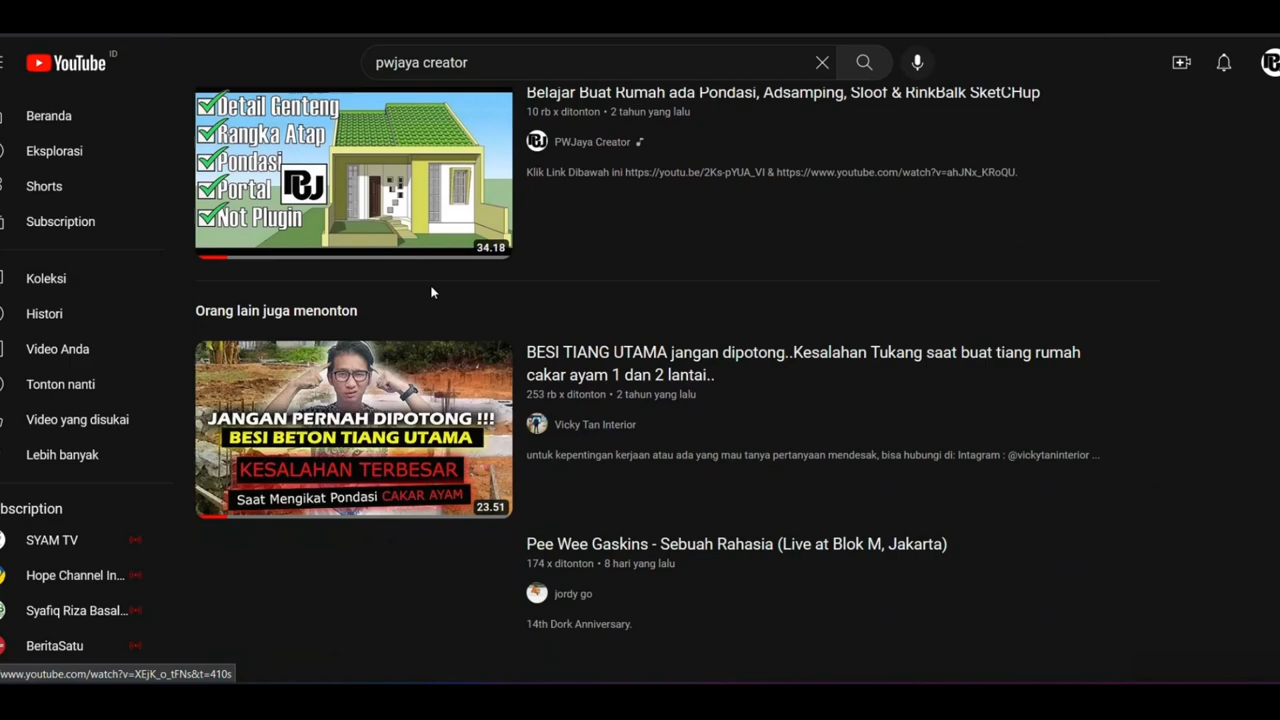 YouTube ID
pwjaya creator
Beranda
Eksplorasi
Shorts
Subscription
Koleksi
Histori
Video Anda
Tonton nanti
Video yang disukai
Lebih banyak
bscription
SYAM TV
Hope Channel In...
Syafiq Riza Basal...
BeritaSatu
Detail Genteng
Rangka Atap
Pondasi
Portal
Not Plugin
34.18
Belajar Buat Rumah ada Pondasi, Adsamping, Sloof & RinkBalk SketCHup
10 rb x ditonton • 2 tahun yang lalu
PWJaya Creator
Klik Link Dibawah ini https://youtu.be/2Ks-pYUA_VI & https://www.youtube.com/watch?v=ahJNx_KRoQU.
Orang lain juga menonton
JANGAN PERNAH DIPOTONG !!!
BESI BETON TIANG UTAMA
KESALAHAN TERBESAR
Saat Mengikat Pondasi CAKAR AYAM
23.51
BESI TIANG UTAMA jangan dipotong..Kesalahan Tukang saat buat tiang rumah
cakar ayam 1 dan 2 lantai..
253 rb x ditonton • 2 tahun yang lalu
Vicky Tan Interior
untuk kepentingan kerjaan atau ada yang mau tanya pertanyaan mendesak, bisa hubungi di: Intagram : @vickytaninterior ...
Pee Wee Gaskins - Sebuah Rahasia (Live at Blok M, Jakarta)
174 x ditonton • 8 hari yang lalu
jordy go
14th Dork Anniversary.
/www.youtube.com/watch?v=XEjK_o_tFNs&t=410s